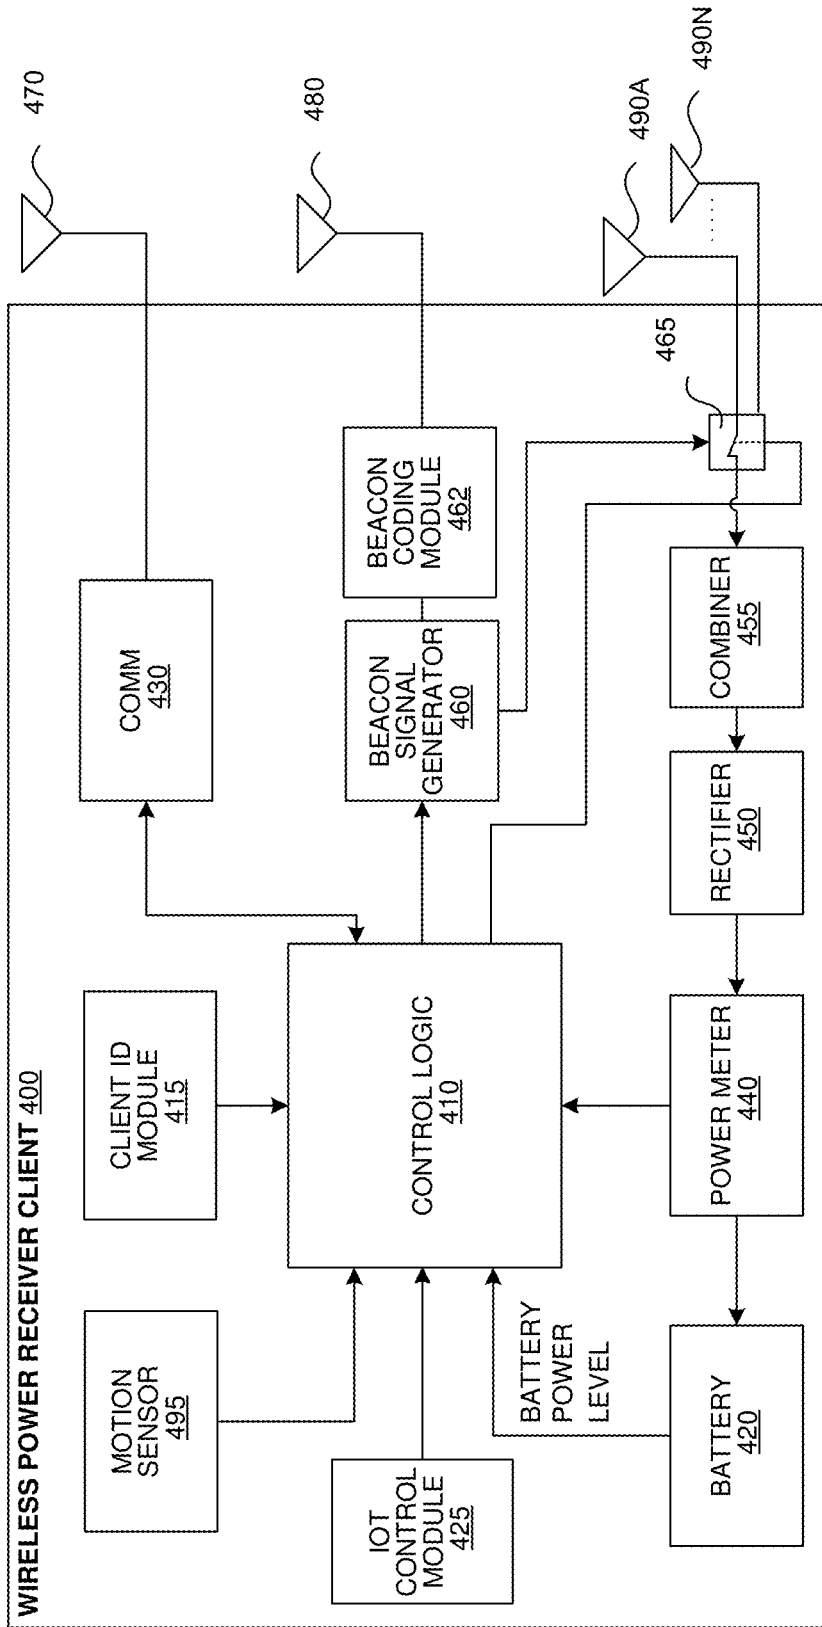 WIRELESS POWER RECEIVER CLIENT 400
MOTION
SENSOR
495
CLIENT ID
MODULE
415
COMM
430
470
IOT
CONTROL
MODULE
425
CONTROL LOGIC
410
BEACON
SIGNAL
GENERATOR
460
BEACON
CODING
MODULE
462
480
BATTERY
POWER
LEVEL
BATTERY
420
POWER METER
440
RECTIFIER
450
COMBINER
455
465
490A
490N